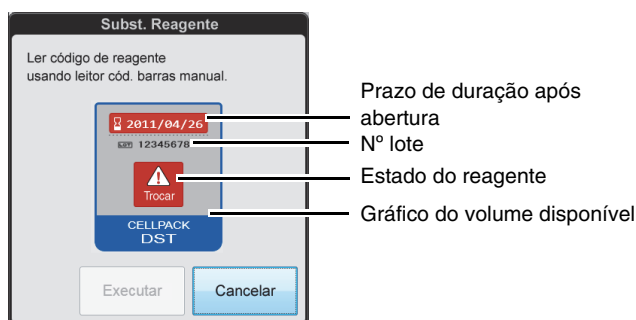 Subst. Reagente
Ler código de reagente
usando leitor cód. barras manual.
2011/04/26
LOT 12345678
Trocar
CELLPACK
DST
Executar
Cancelar
Prazo de duração após
abertura
Nº lote
Estado do reagente
Gráfico do volume disponível